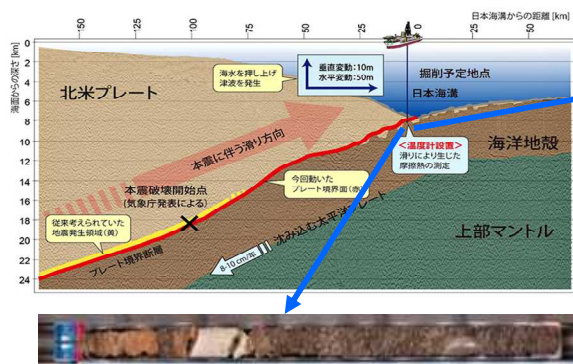 日本海溝からの距離 [km]
-150
-100
-50
0
50
海面からの深さ [km]
0
2
4
6
8
10
12
14
16
18
20
22
24
北米プレート
海水を押し上げ
津波を発生
垂直変動:10m
水平変動:50m
掘削予定地点
日本海溝
本震に伴う滑り方向
<温度計設置>
滑りにより生じた
摩擦熱の測定
海洋地殻
本震破壊開始点
(気象庁発表による)
今回動いた
プレート境界面(赤)
従来考えられていた
地震発生領域(黄)
沈み込む太平洋プレート
上部マントル
プレート境界断層
8-10 cm/年